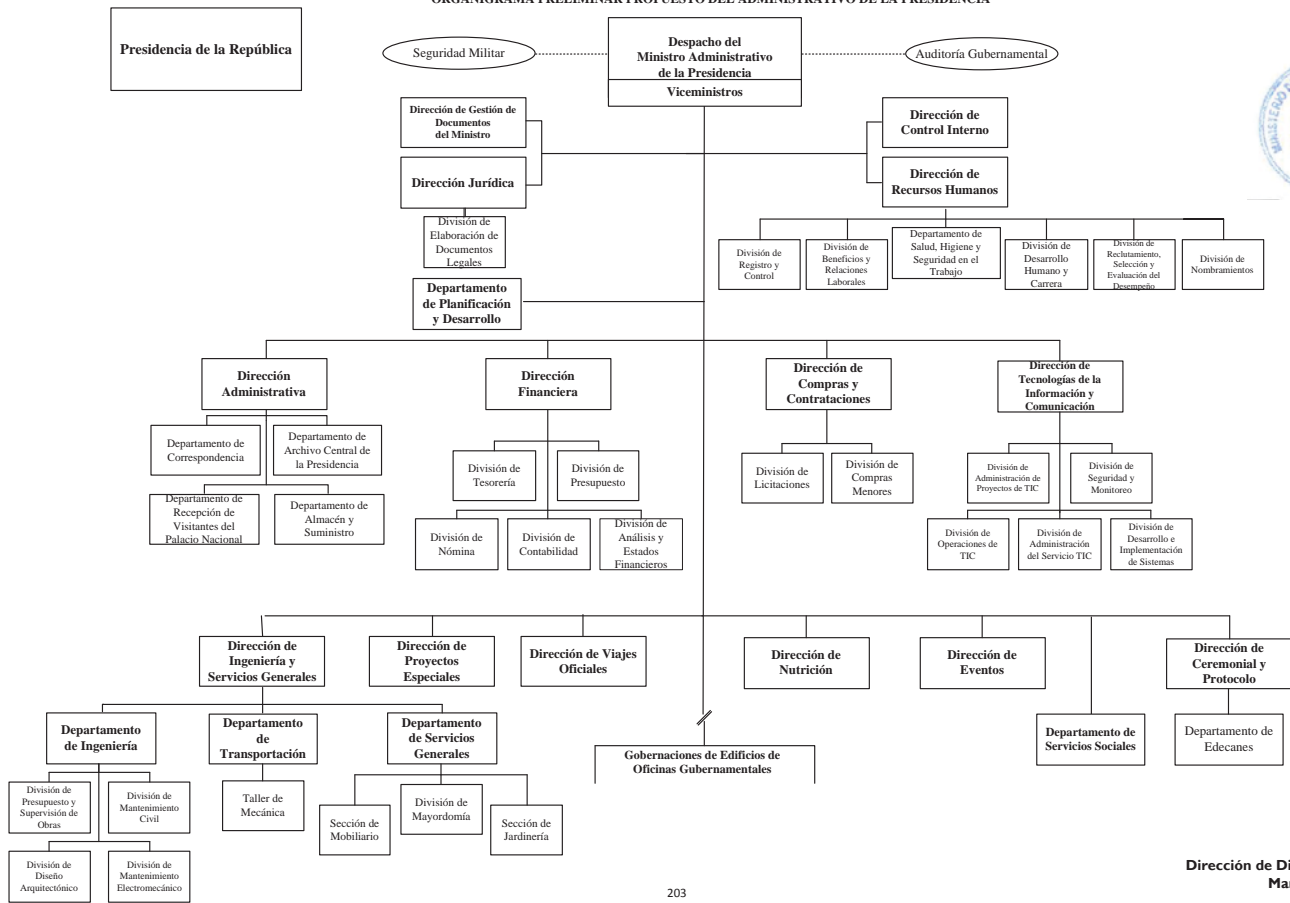 ORGANIGRAMA PRELIMINAR PROPUESTO DEL ADMINISTRATIVO DE LA PRESIDENCIA
Presidencia de la República
Seguridad Militar
Despacho del
Ministro Administrativo
de la Presidencia
Viceministros
Auditoría Gubernamental
Dirección de Gestión de
Documentos
del Ministro
Dirección de
Control Interno
Dirección Jurídica
Dirección de
Recursos Humanos
División de
Elaboración de
Documentos
Legales
División de
Registro y
Control
División de
Beneficios y
Relaciones
Laborales
Departamento de
Salud, Higiene y
Seguridad en el
Trabajo
División de
Desarrollo
Humano y
Carrera
División de
Reclutamiento,
Selección y
Evaluación del
Desempeño
División de
Nombramientos
Departamento
de Planificación
y Desarrollo
Dirección
Administrativa
Dirección
Financiera
Dirección de
Compras y
Contrataciones
Dirección de
Tecnologías de la
Información y
Comunicación
Departamento de
Correspondencia
Departamento de
Archivo Central de
la Presidencia
División de
Tesorería
División de
Presupuesto
División de
Licitaciones
División de
Compras
Menores
División de
Administración de
Proyectos de TIC
División de
Seguridad y
Monitoreo
Departamento de
Recepción de
Visitantes del
Palacio Nacional
Departamento de
Almacén y
Suministro
División de
Nómina
División de
Contabilidad
División de
Análisis y
Estados
Financieros
División de
Operaciones de
TIC
División de
Administración
del Servicio TIC
División de
Desarrollo e
Implementación
de Sistemas
Dirección de
Ingeniería y
Servicios Generales
Dirección de
Proyectos
Especiales
Dirección de Viajes
Oficiales
Dirección de
Nutrición
Dirección de
Eventos
Dirección de
Ceremonial y
Protocolo
Departamento
de Ingeniería
Departamento
de
Transportación
Departamento
de Servicios
Generales
Gobernaciones de Edificios de
Oficinas Gubernamentales
Departamento de
Servicios Sociales
Departamento de
Edecanes
División de
Presupuesto y
Supervisión de
Obras
División de
Mantenimiento
Civil
Taller de
Mecánica
Sección de
Mobiliario
División de
Mayordomía
Sección de
Jardinería
División de
Diseño
Arquitectónico
División de
Mantenimiento
Electromecánico
203
Dirección de Di
Ma